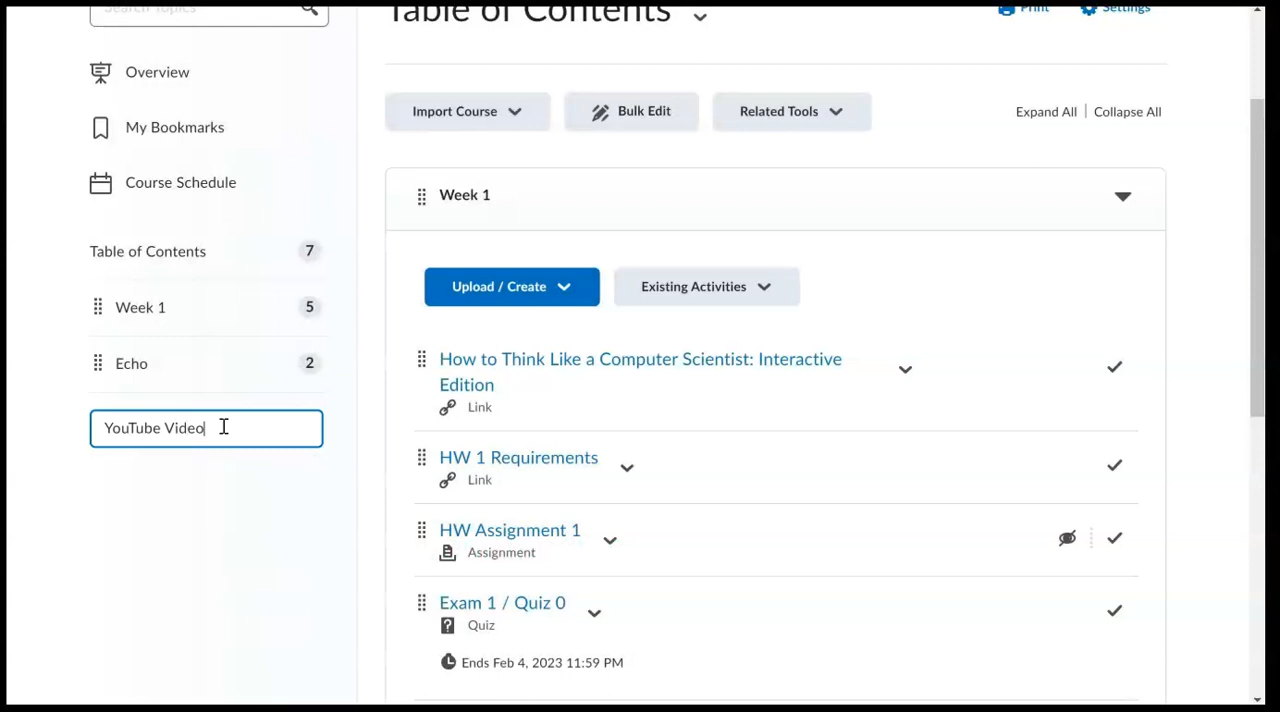 Search Topics
Table of Contents
Print
Settings
Overview
My Bookmarks
Course Schedule
Table of Contents 7
Week 1 5
Echo 2
YouTube Video
Import Course
Bulk Edit
Related Tools
Expand All | Collapse All
Week 1
Upload / Create
Existing Activities
How to Think Like a Computer Scientist: Interactive
Edition
Link
HW 1 Requirements
Link
HW Assignment 1
Assignment
Exam 1 / Quiz 0
Quiz
Ends Feb 4, 2023 11:59 PM